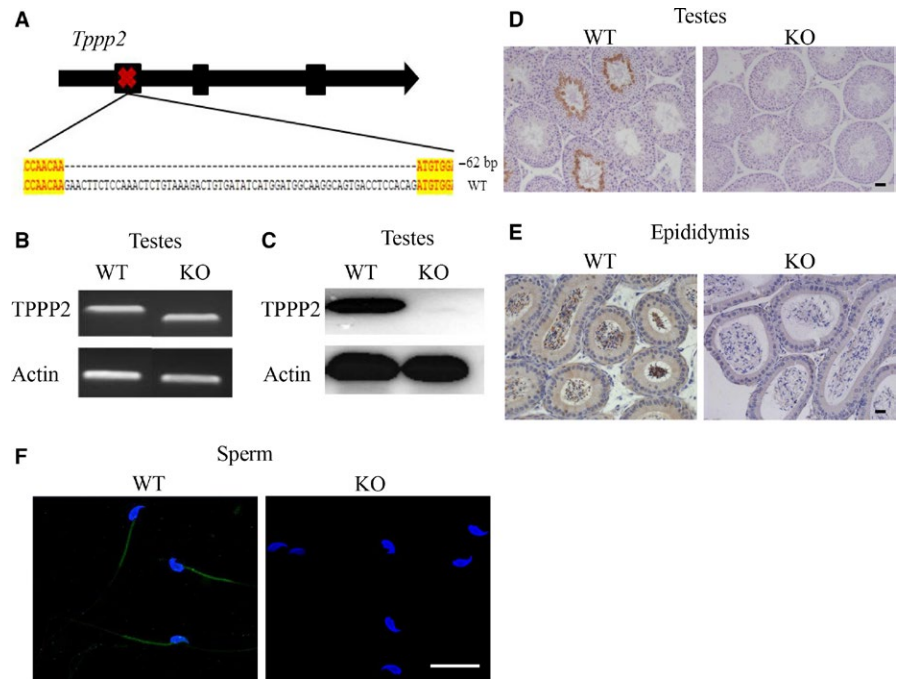 A
Tppp2
CCAACAA------------------------------------------------------ATGTGG −62 bp
CCAACAAGAACTTCTCCAAACTCTGTAAAGACTGTGATATCATGGATGGCAAGGCAGTGACCTCCACAGATGTGG WT
B
Testes
WT KO
TPPP2
Actin
C
Testes
WT KO
TPPP2
Actin
D
Testes
WT KO
E
Epididymis
WT KO
F
Sperm
WT KO